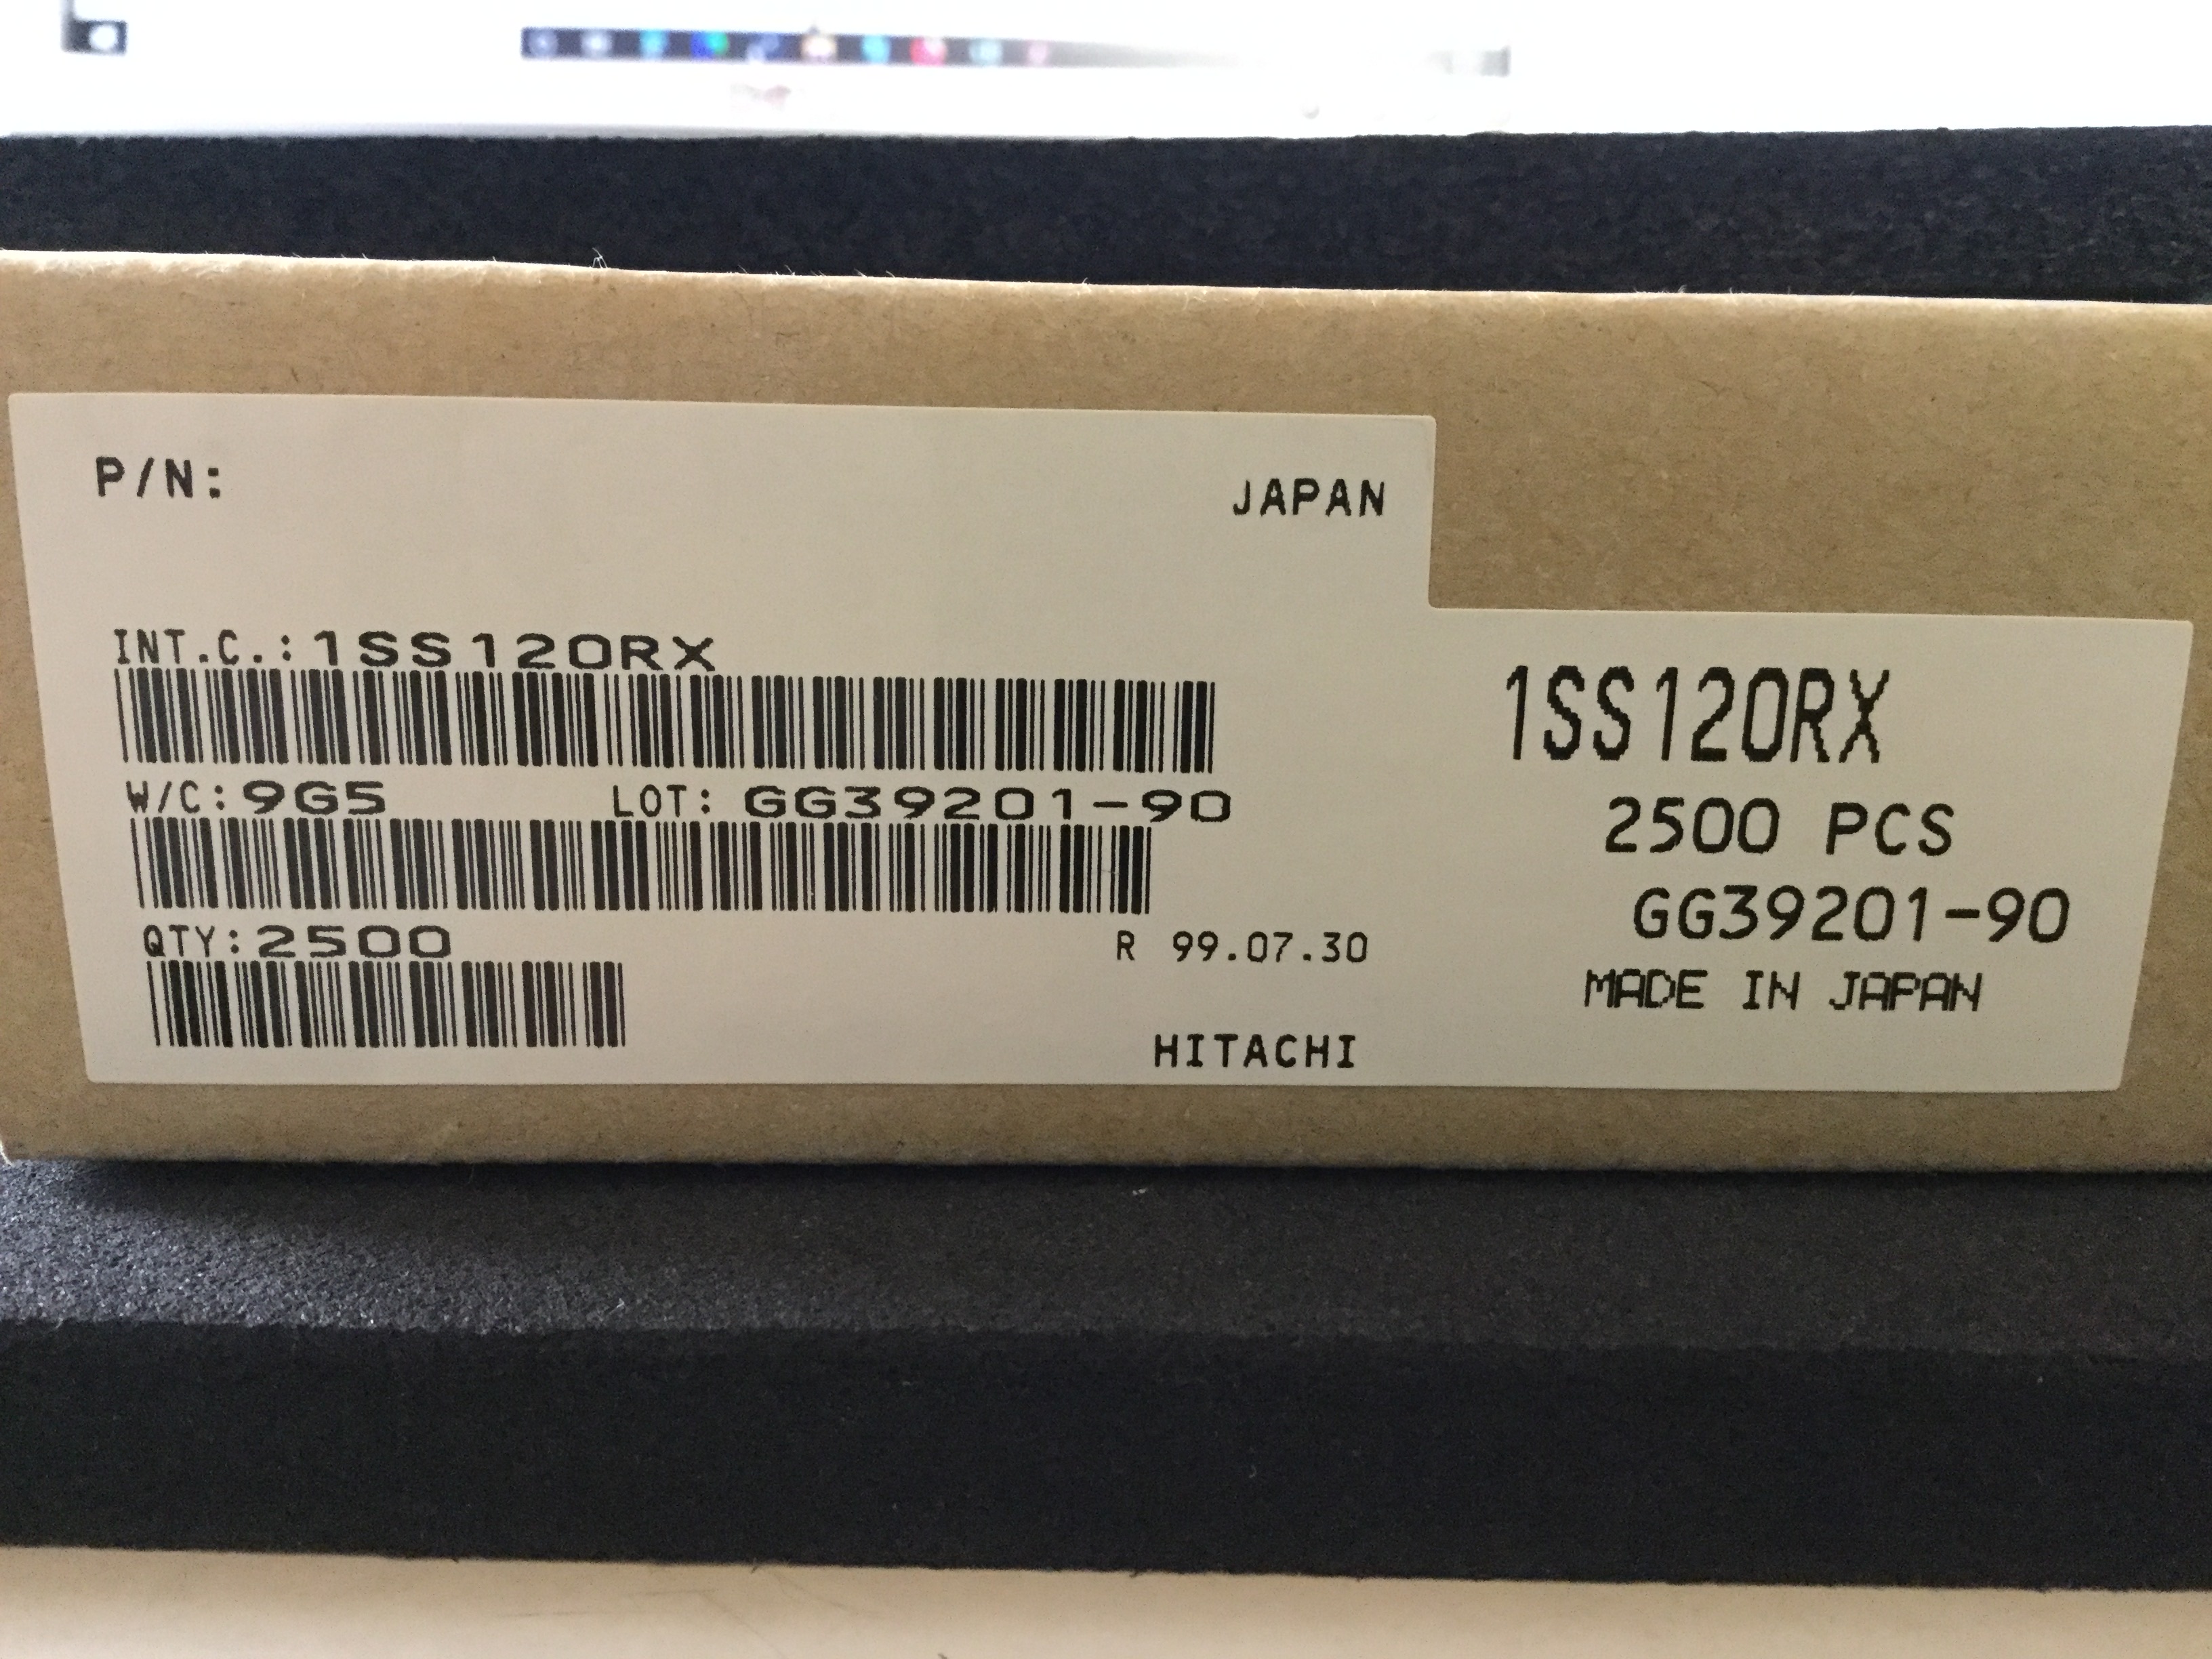 P/N:
JAPAN
INT.C.:1SS120RX
W/C:9G5 LOT: GG39201-90
QTY:2500
R 99.07.30
HITACHI
1SS120RX
2500 PCS
GG39201-90
MADE IN JAPAN